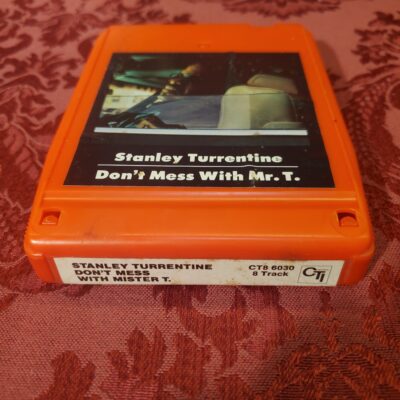 Stanley Turrentine
Don't Mess With Mr. T.
STANLEY TURRENTINE
DON'T MESS
WITH MISTER T.
CT8 6030
8 Track
CTI